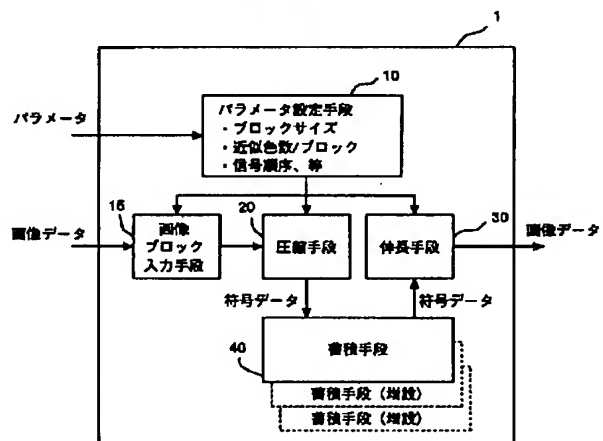 1
10
パラメータ
パラメータ設定手段
・ブロックサイズ
・近似色数/ブロック
・信号順序、等
15
20
30
画像データ
画像
ブロック
入力手段
圧縮手段
伸長手段
画像データ
符号データ
符号データ
40
蓄積手段
蓄積手段（増設）
蓄積手段（増設）